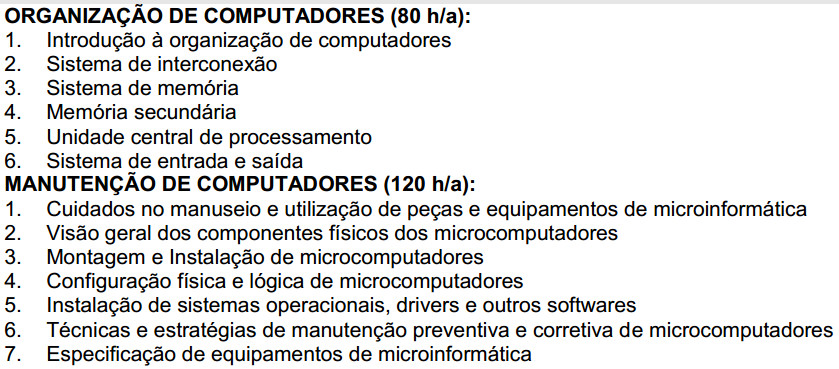 ORGANIZAÇÃO DE COMPUTADORES (80 h/a):
1. Introdução à organização de computadores
2. Sistema de interconexão
3. Sistema de memória
4. Memória secundária
5. Unidade central de processamento
6. Sistema de entrada e saída
MANUTENÇÃO DE COMPUTADORES (120 h/a):
1. Cuidados no manuseio e utilização de peças e equipamentos de microinformática
2. Visão geral dos componentes físicos dos microcomputadores
3. Montagem e Instalação de microcomputadores
4. Configuração física e lógica de microcomputadores
5. Instalação de sistemas operacionais, drivers e outros softwares
6. Técnicas e estratégias de manutenção preventiva e corretiva de microcomputadores
7. Especificação de equipamentos de microinformática